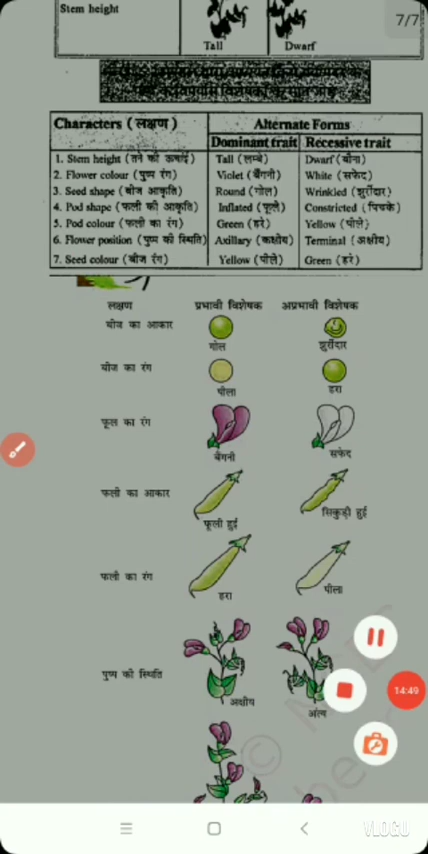 Stem height
7/7
Tall
Dwarf
Characters (लक्षण)
Alternate Forms
Dominant trait
Recessive trait
1. Stem height (तने की ऊंचाई) Tall (लम्बे) Dwarf (बौना)
2. Flower colour (पुष्प रंग) Violet (बैंगनी) White (सफेद)
3. Seed shape (बीज आकृति) Round (गोल) Wrinkled (झुर्रीदार)
4. Pod shape (फली की आकृति) Inflated (फूले) Constricted (पिचके)
5. Pod colour (फली का रंग) Green (हरे) Yellow (पीले)
6. Flower position (पुष्प की स्थिति) Axillary (कक्षीय) Terminal (अक्षीय)
7. Seed colour (बीज रंग) Yellow (पीले) Green (हरे)
लक्षण प्रभावी विशेषक अप्रभावी विशेषक
बीज का आकार
गोल झुर्रीदार
बीज का रंग
पीला हरा
फूल का रंग
बैंगनी सफेद
फली का आकार
फूली हुई सिकुड़ी हुई
फली का रंग
हरा पीला
पुष्प की स्थिति
अक्षीय अंत्य
14:49
VLOGU